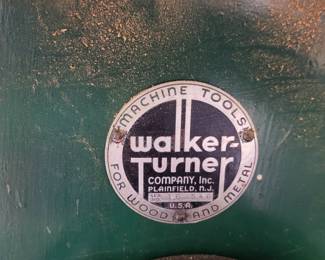 MACHINE TOOLS
walker-
Turner
COMPANY, Inc.
PLAINFIELD, N.J.
U.S.A.
FOR WOOD AND METAL